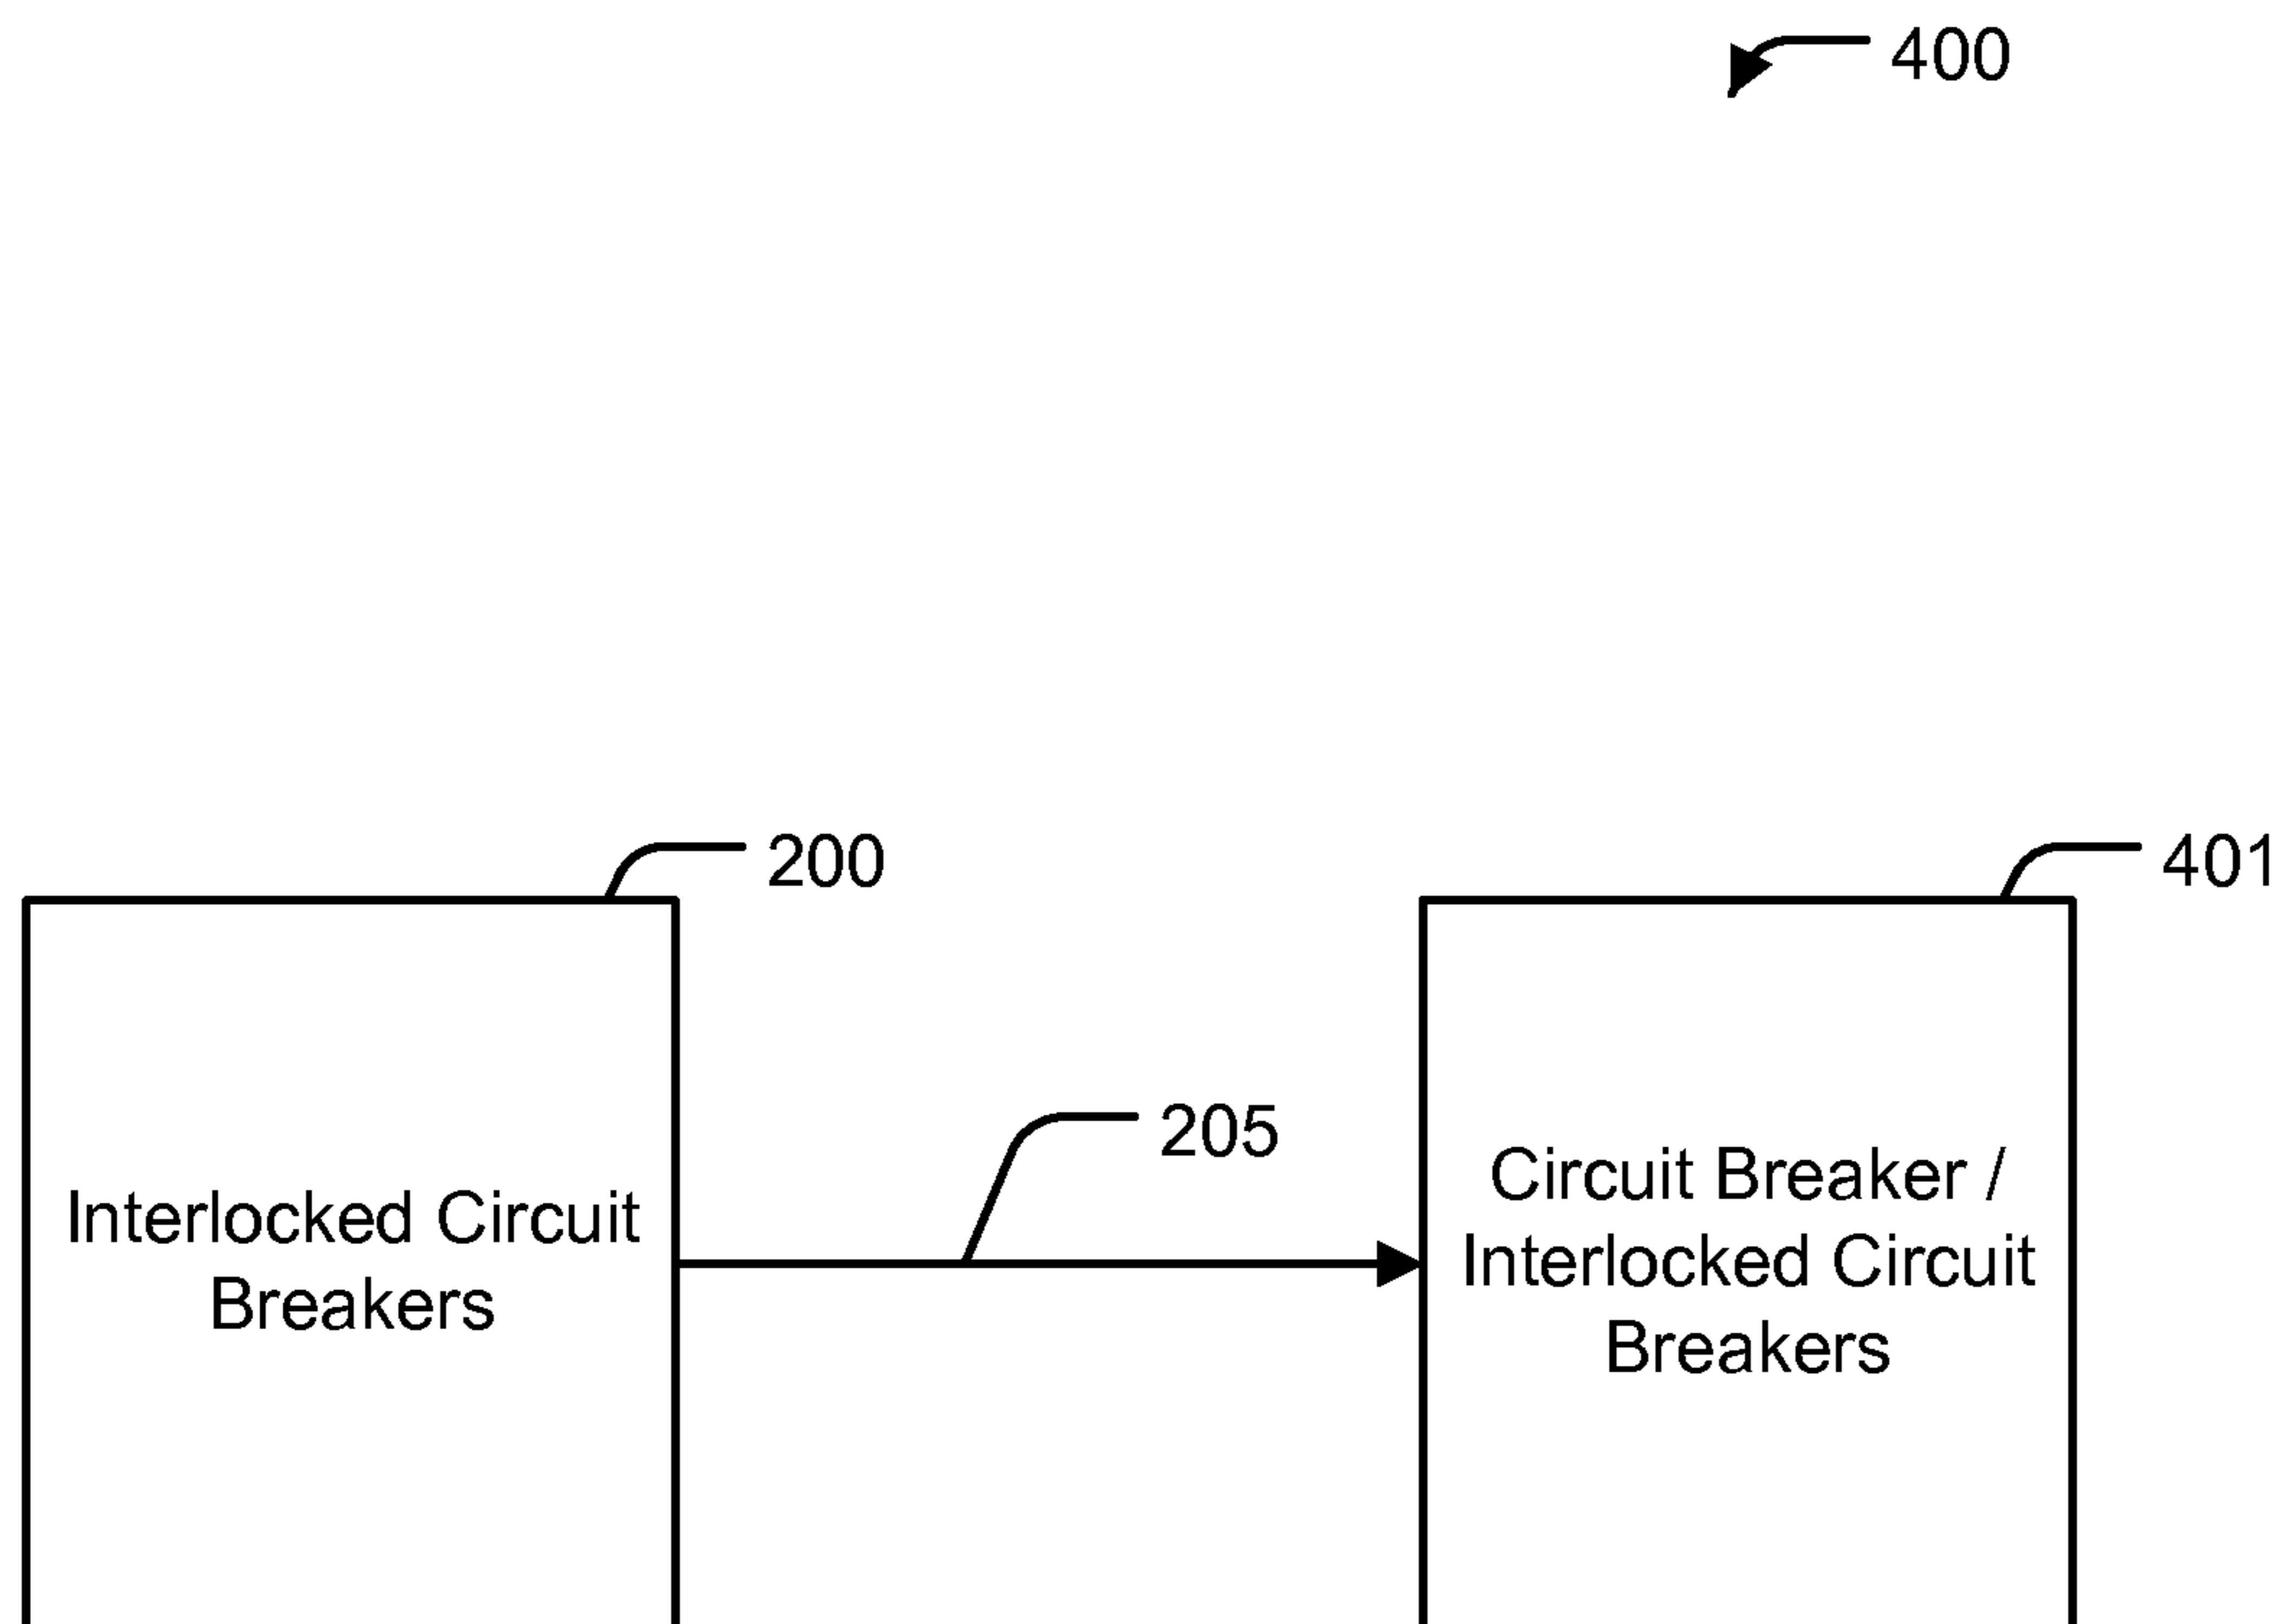 400
200
401
205
Interlocked Circuit
Breakers
Circuit Breaker /
Interlocked Circuit
Breakers